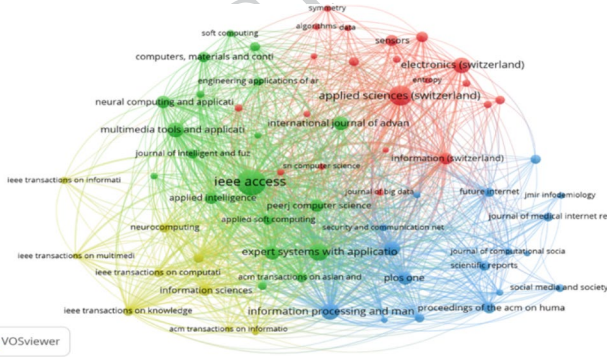 symmetry
algorithms
data
soft computing
sensors
computers, materials and conti
electronics (switzerland)
engineering applications of ar
entropy
applied sciences (switzerland)
neural computing and applicati
international journal of advan
multimedia tools and applicati
journal of intelligent and fuz
information (switzerland)
sn computer science
ieee transactions on informati
ieee access
journal of big data
future internet
jmir infodemiology
applied intelligence
peerj computer science
journal of medical internet re
applied soft computing
neurocomputing
security and communication net
expert systems with applicatio
journal of computational socia
ieee transactions on multimedi
scientific reports
ieee transactions on computati
acm transactions on asian and
plos one
information sciences
social media and society
ieee transactions on knowledge
information processing and man
proceedings of the acm on huma
acm transactions on informatio
VOSviewer